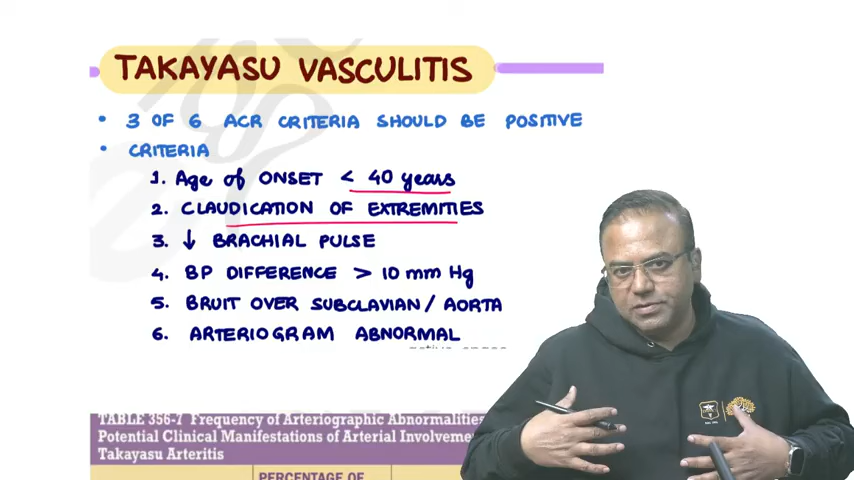 TAKAYASU VASCULITIS
• 3 OF 6 ACR CRITERIA SHOULD BE POSITIVE
• CRITERIA
1. Age of ONSET < 40 years
2. CLAUDICATION OF EXTREMITIES
3. ↓ BRACHIAL PULSE
4. BP DIFFERENCE > 10 mm Hg
5. BRUIT OVER SUBCLAVIAN / AORTA
6. ARTERIOGRAM ABNORMAL
TABLE 356-7 Frequency of Arteriographic Abnormalities
Potential Clinical Manifestations of Arterial
Takayasu Arteritis
PERCENTAGE OF